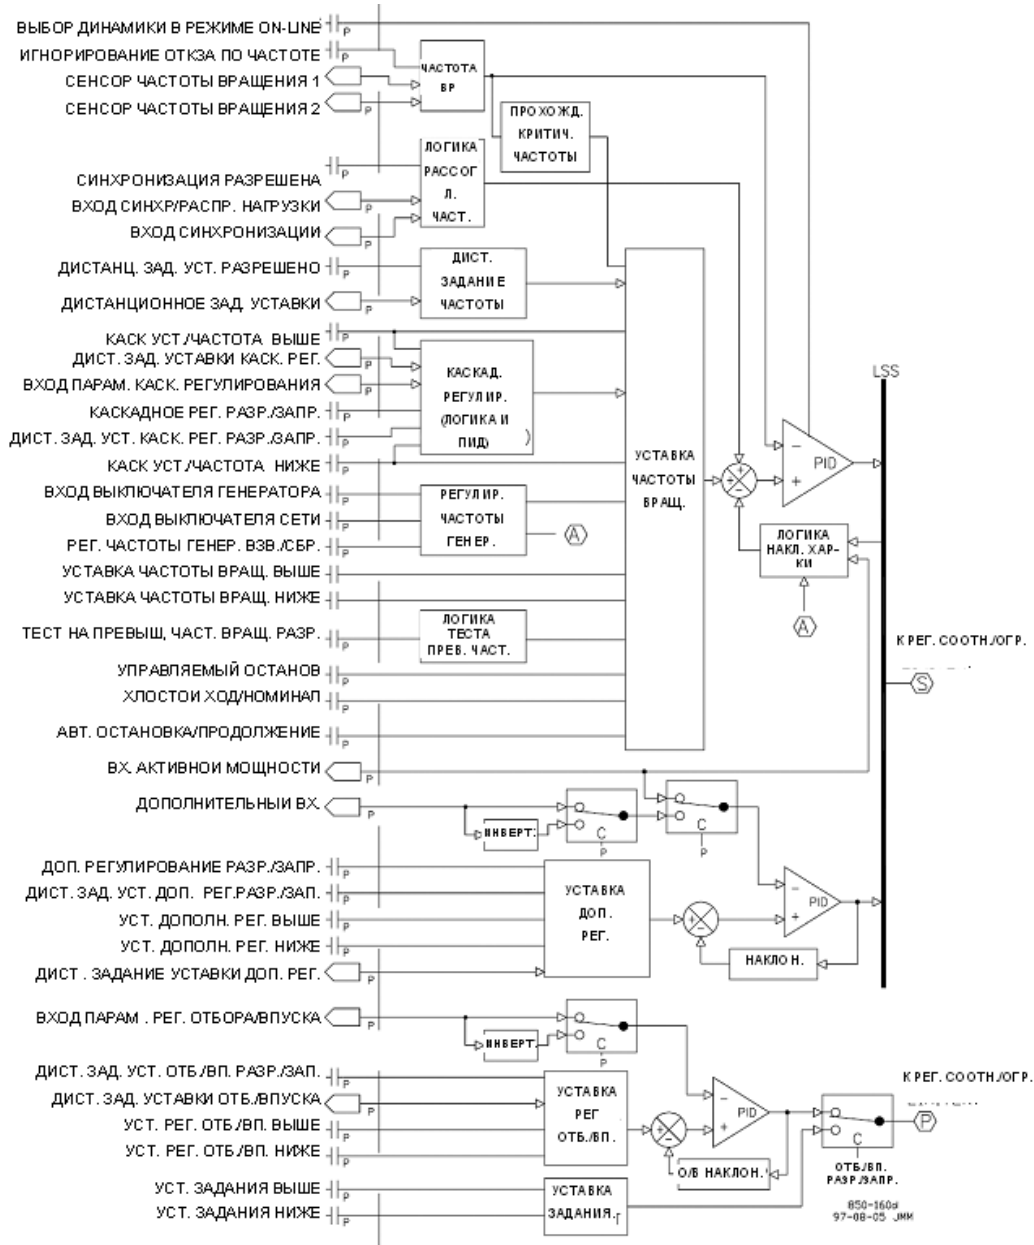 ВЫБОР ДИНАМИКИ В РЕЖИМЕ ON-LINE
ИГНОРИРОВАНИЕ ОТКЗА ПО ЧАСТОТЕ
СЕНСОР ЧАСТОТЫ ВРАЩЕНИЯ 1
СЕНСОР ЧАСТОТЫ ВРАЩЕНИЯ 2
ЧАСТОТА
ВР
ПРОХОЖД.
КРИТИЧ.
ЧАСТОТЫ
ЛОГИКА
РАССОГ
Л.
ЧАСТ.
СИНХРОНИЗАЦИЯ РАЗРЕШЕНА
ВХОД СИНХР/РАСПР. НАГРУЗКИ
ВХОД СИНХРОНИЗАЦИИ
ДИСТАНЦ. ЗАД. УСТ. РАЗРЕШЕНО
ДИСТАНЦИОННОЕ ЗАД. УСТАВКИ
ДИСТ.
ЗАДАНИЕ
ЧАСТОТЫ
КАСК УСТ./ЧАСТОТА ВЫШЕ
ДИСТ. ЗАД. УСТАВКИ КАСК. РЕГ.
ВХОД ПАРАМ. КАСК. РЕГУЛИРОВАНИЯ
КАСКАДНОЕ РЕГ. РАЗР./ЗАПР.
ДИСТ. ЗАД. УСТ. КАСК. РЕГ. РАЗР./ЗАПР.
КАСК УСТ./ЧАСТОТА НИЖЕ
КАСКАД.
РЕГУЛИР.
(ЛОГИКА И
ПИД)
)
ВХОД ВЫКЛЮЧАТЕЛЯ ГЕНЕРАТОРА
ВХОД ВЫКЛЮЧАТЕЛЯ СЕТИ
РЕГ. ЧАСТОТЫ ГЕНЕР. ВЗВ./СБР.
РЕГУЛИР.
ЧАСТОТЫ
ГЕНЕР.
A
УСТАВКА ЧАСТОТЫ ВРАЩ. ВЫШЕ
УСТАВКА ЧАСТОТЫ ВРАЩ. НИЖЕ
ТЕСТ НА ПРЕВЫШ, ЧАСТ. ВРАЩ. РАЗР.
ЛОГИКА
ТЕСТА
ПРЕВ. ЧАСТ.
УПРАВЛЯЕМЫЙ ОСТАНОВ
ХЛОСТОИ ХОД/НОМИНАЛ
АВТ. ОСТАНОВКА/ПРОДОЛЖЕНИЕ
ВХ. АКТИВНОИ МОЩНОСТИ
УСТАВКА
ЧАСТОТЫ
ВРАЩ.
LSS
PID
ЛОГИКА
НАКЛ. ХАР-
КИ
A
К РЕГ. СООТН./ОГР.
S
ДОПОЛНИТЕЛЬНЫИ ВХ.
ИНВЕРТ.
C
P
C
P
ДОП. РЕГУЛИРОВАНИЕ РАЗР./ЗАПР.
ДИСТ. ЗАД. УСТ. ДОП. РЕГ.РАЗР./ЗАП.
УСТ. ДОПОЛН. РЕГ. ВЫШЕ
УСТ. ДОПОЛН. РЕГ. НИЖЕ
ДИСТ . ЗАДАНИЕ УСТАВКИ ДОП. РЕГ.
УСТАВКА
ДОП.
РЕГ.
PID
НАКЛОН.
ВХОД ПАРАМ . РЕГ. ОТБОРА/ВПУСКА
ИНВЕРТ.
C
P
ДИСТ. ЗАД. УСТ. ОТБ./ВП. РАЗР./ЗАП.
ДИСТ. ЗАД. УСТАВКИ ОТБ./ВПУСКА
УСТ. РЕГ. ОТБ./ВП. ВЫШЕ
УСТ. РЕГ. ОТБ./ВП. НИЖЕ
УСТАВКА
РЕГ
ОТБ./ВП.
PID
О/В НАКЛОН.
К РЕГ. СООТН./ОГР.
P
C
ОТБ./ВП.
РАЗР./ЗАПР.
УСТ. ЗАДАНИЯ ВЫШЕ
УСТ. ЗАДАНИЯ НИЖЕ
УСТАВКА
ЗАДАНИЯ.
850-160d
97-08-05 JMM